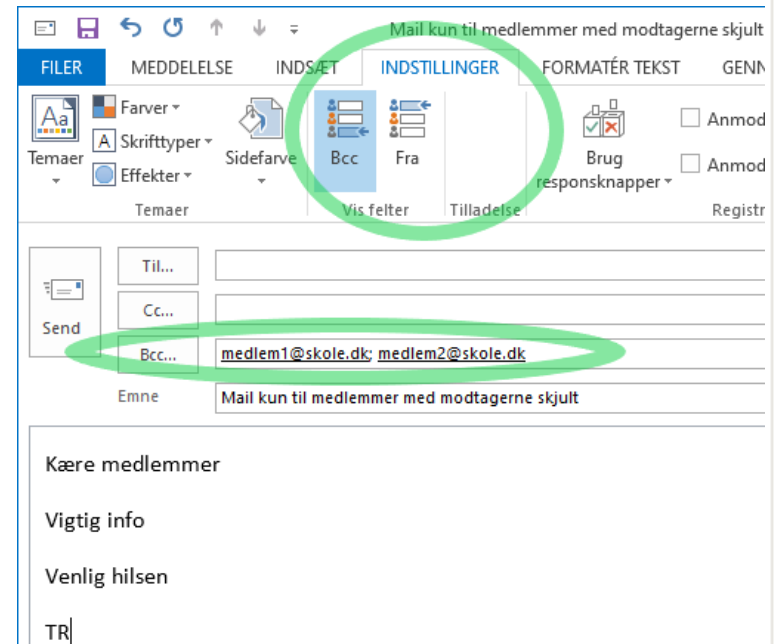 Mail kun til medlemmer med modtagerne skjult
FILER MEDDELELSE INDSÆT INDSTILLINGER FORMATÉR TEKST GENN
Aa
Temaer
Farver
A Skrifttyper
Effekter
Sidefarve
Bcc
Fra
Brug
responsknapper
Anmod
Anmod
Temaer Vis felter Tilladelse Registr
Send
Til...
Cc...
Bcc... medlem1@skole.dk; medlem2@skole.dk
Emne Mail kun til medlemmer med modtagerne skjult
Kære medlemmer
Vigtig info
Venlig hilsen
TR